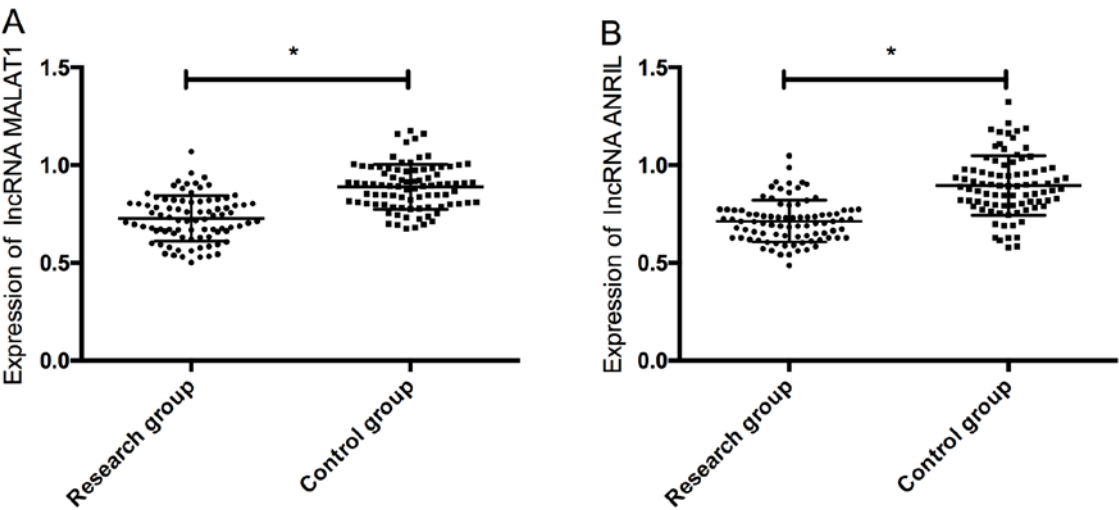 A
Expression of lncRNA MALAT1
1.5
1.0
0.5
0.0
*
Research group
Control group
B
Expression of lncRNA ANRIL
1.5
1.0
0.5
0.0
*
Research group
Control group